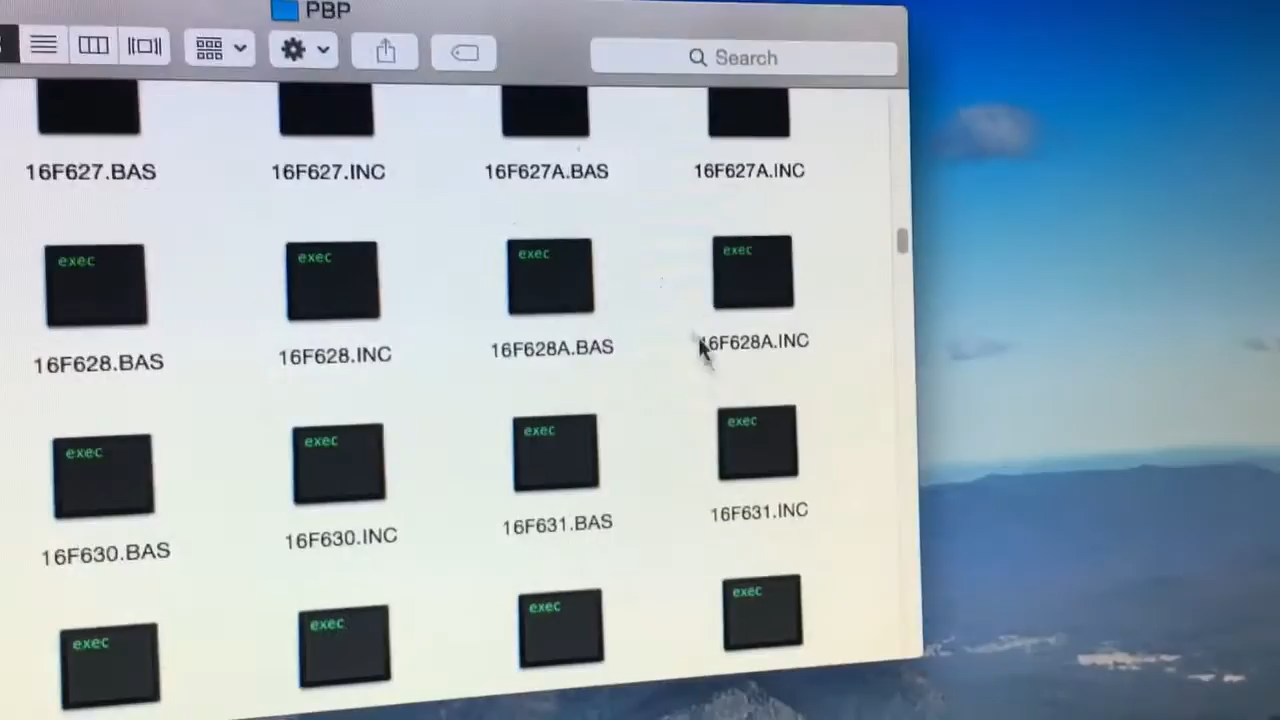 PBP
Search
16F627.BAS 16F627.INC 16F627A.BAS 16F627A.INC
exec exec exec exec
16F628.BAS 16F628.INC 16F628A.BAS 16F628A.INC
exec exec exec exec
16F630.BAS 16F630.INC 16F631.BAS 16F631.INC
exec exec exec exec